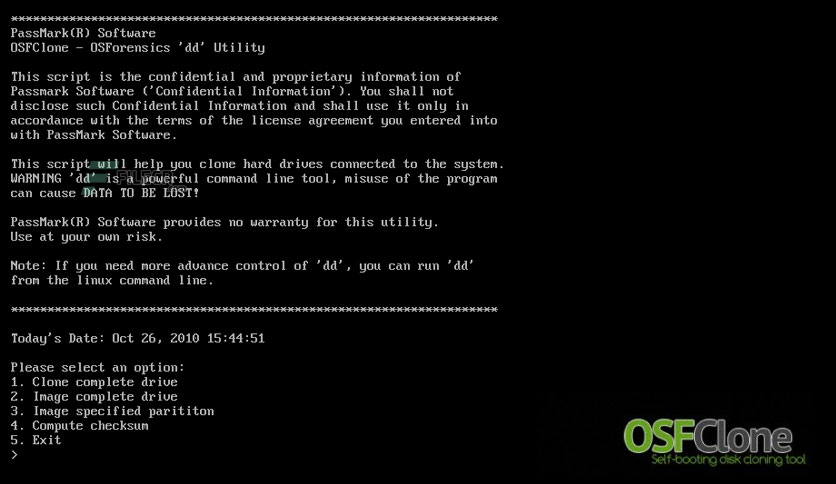 *******************************************************************
PassMark(R) Software
OSFClone - OSForensics 'dd' Utility
This script is the confidential and proprietary information of
Passmark Software ('Confidential Information'). You shall not
disclose such Confidential Information and shall use it only in
accordance with the terms of the license agreement you entered into
with PassMark Software.
This script will help you clone hard drives connected to the system.
WARNING 'dd' is a powerful command line tool, misuse of the program
can cause DATA TO BE LOST!
PassMark(R) Software provides no warranty for this utility.
Use at your own risk.
Note: If you need more advance control of 'dd', you can run 'dd'
from the linux command line.
*******************************************************************
Today's Date: Oct 26, 2010 15:44:51
Please select an option:
1. Clone complete drive
2. Image complete drive
3. Image specified parititon
4. Compute checksum
5. Exit
>
OSFClone
Self-booting disk cloning tool